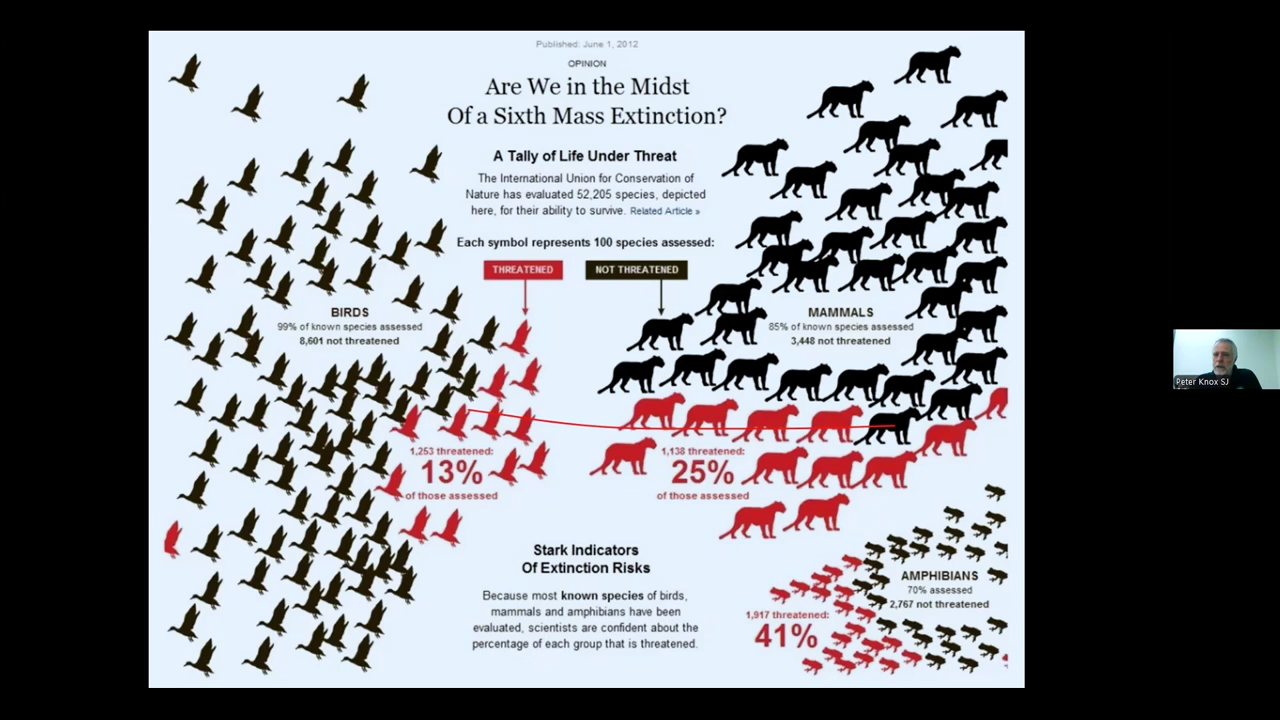 Published: June 1, 2012
OPINION
Are We in the Midst
Of a Sixth Mass Extinction?
A Tally of Life Under Threat
The International Union for Conservation of
Nature has evaluated 52,205 species, depicted
here, for their ability to survive. Related Article »
Each symbol represents 100 species assessed:
THREATENED
NOT THREATENED
BIRDS
99% of known species assessed
8,601 not threatened
MAMMALS
85% of known species assessed
3,448 not threatened
Peter Knox SJ
1,253 threatened:
13%
of those assessed
1,138 threatened:
25%
of those assessed
Stark Indicators
Of Extinction Risks
Because most known species of birds,
mammals and amphibians have been
evaluated, scientists are confident about the
percentage of each group that is threatened.
AMPHIBIANS
70% assessed
2,767 not threatened
1,917 threatened:
41%